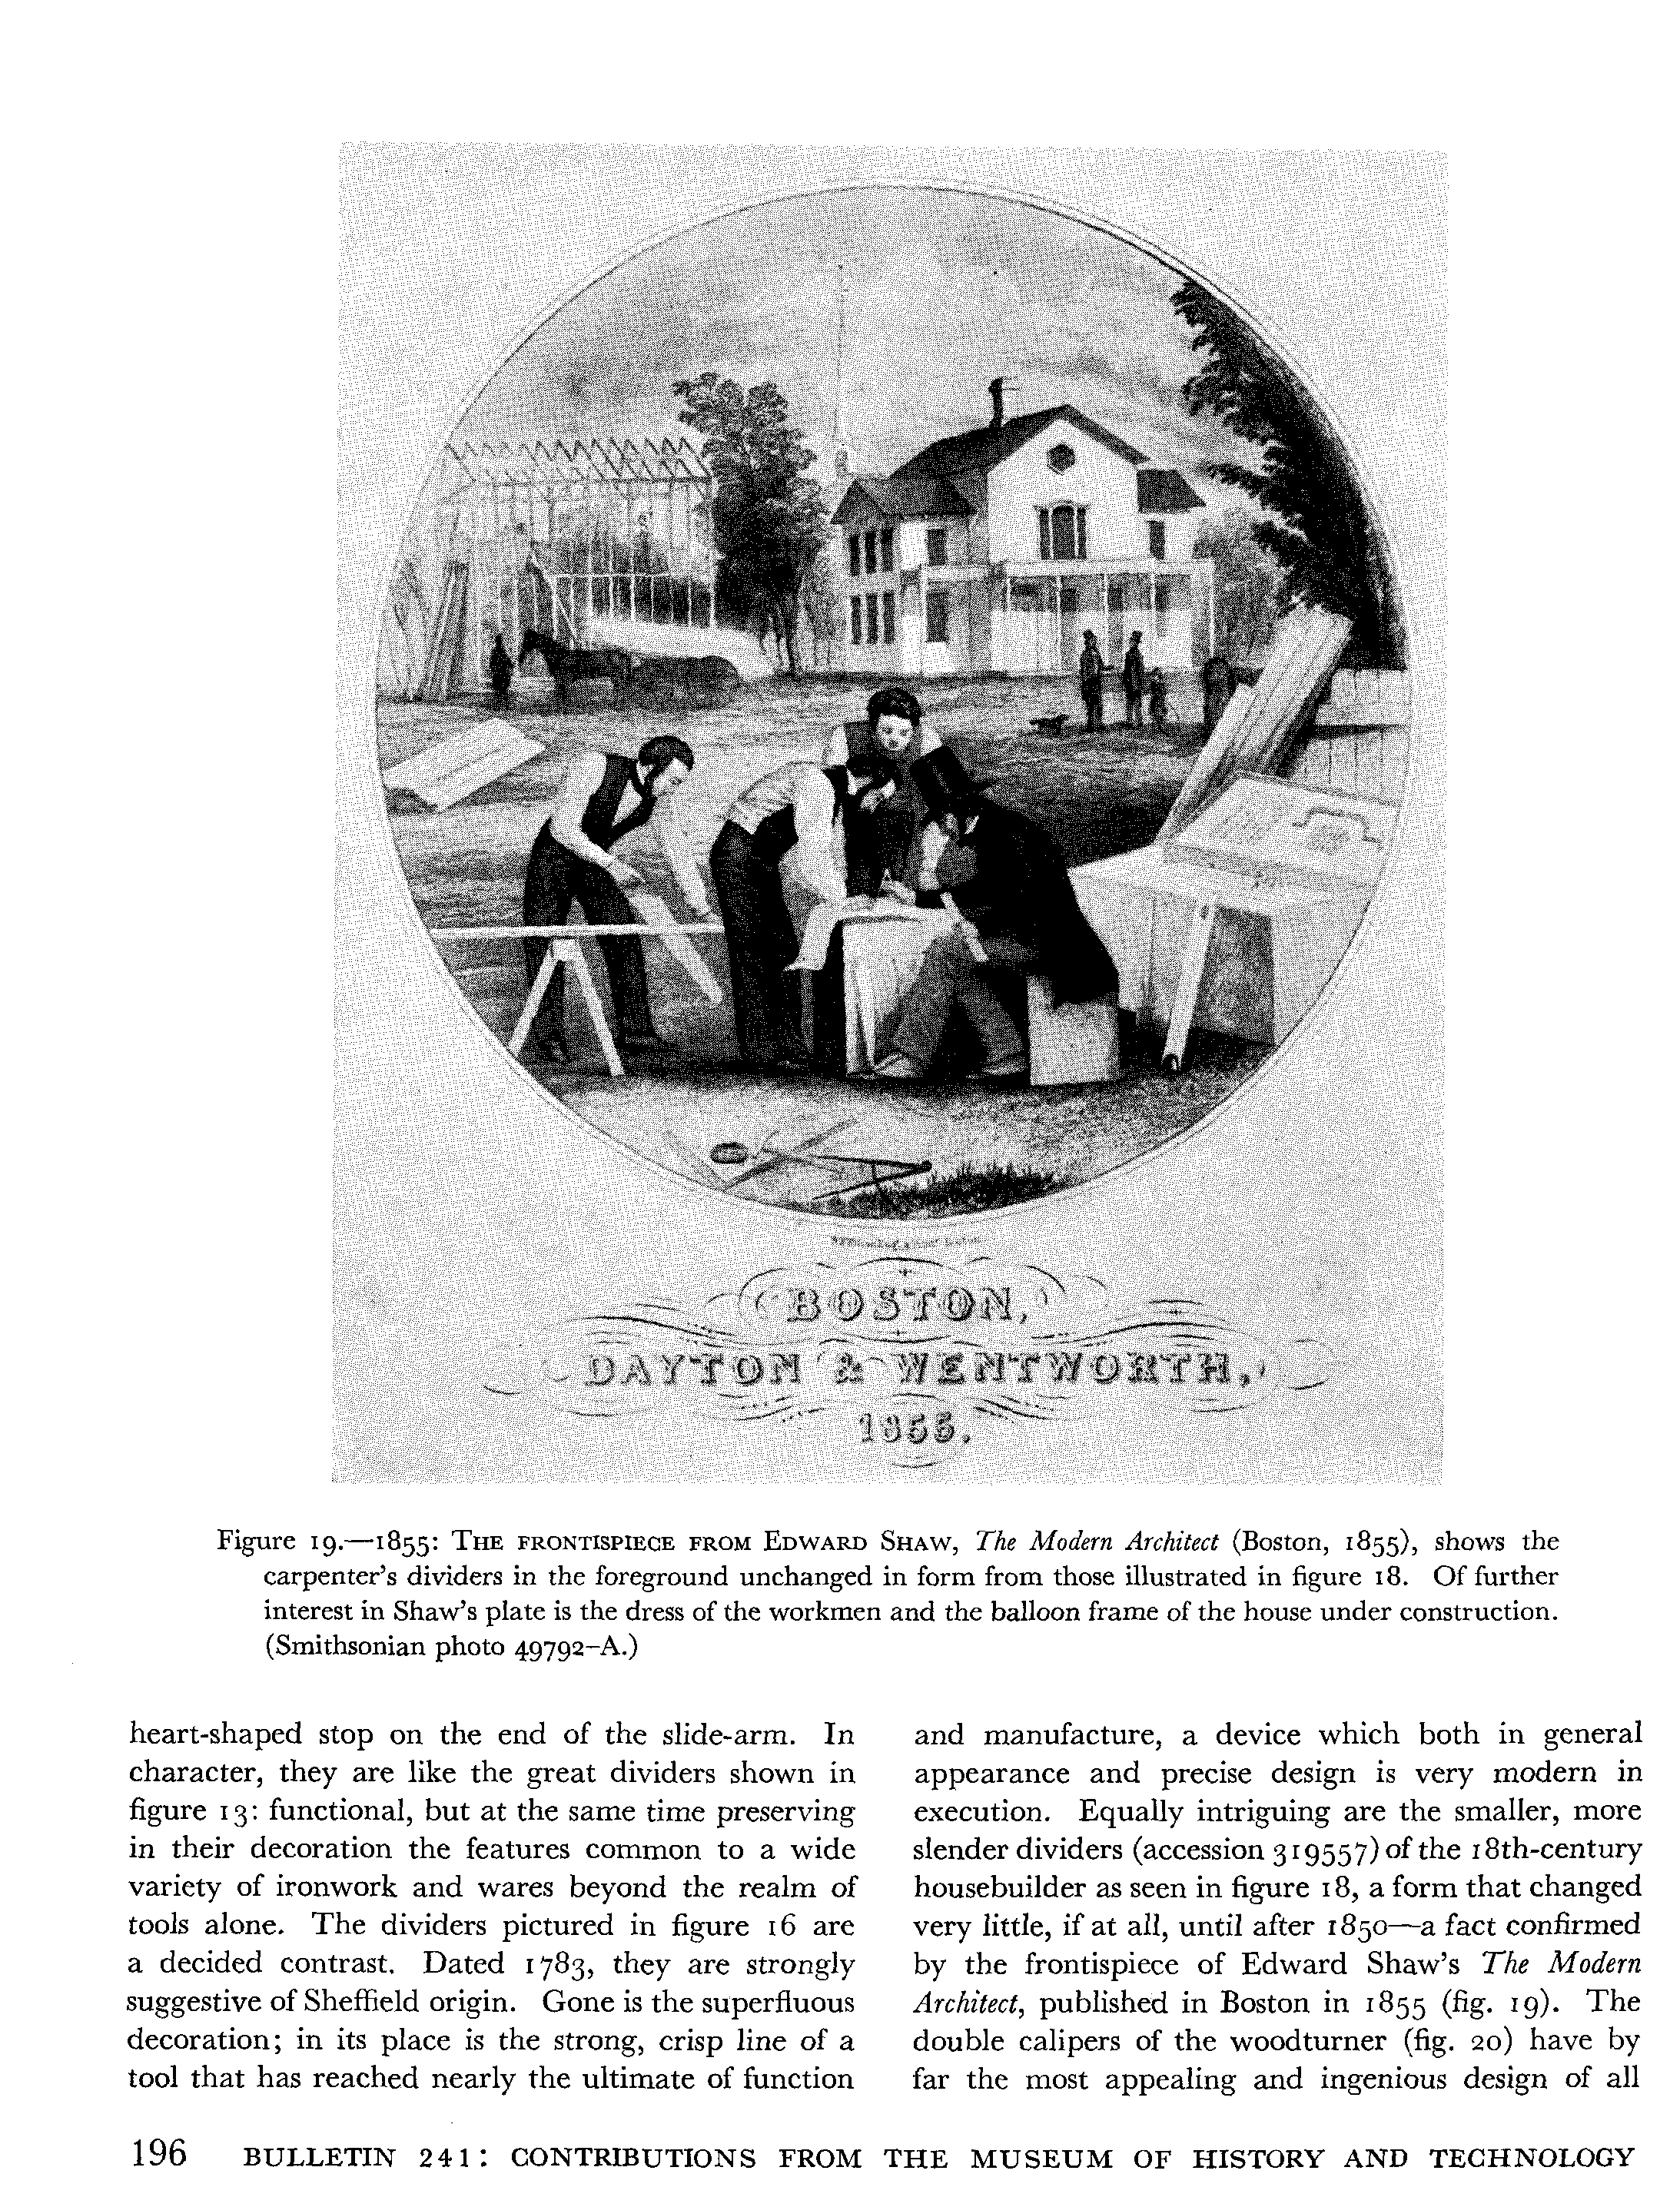 BOSTON,
DAYTON & WENTWORTH,
1855.
Figure 19.—1855: The frontispiece from Edward Shaw, The Modern Architect (Boston, 1855), shows the
carpenter's dividers in the foreground unchanged in form from those illustrated in figure 18. Of further
interest in Shaw's plate is the dress of the workmen and the balloon frame of the house under construction.
(Smithsonian photo 49792-A.)
heart-shaped stop on the end of the slide-arm. In
character, they are like the great dividers shown in
figure 13: functional, but at the same time preserving
in their decoration the features common to a wide
variety of ironwork and wares beyond the realm of
tools alone. The dividers pictured in figure 16 are
a decided contrast. Dated 1783, they are strongly
suggestive of Sheffield origin. Gone is the superfluous
decoration; in its place is the strong, crisp line of a
tool that has reached nearly the ultimate of function
and manufacture, a device which both in general
appearance and precise design is very modern in
execution. Equally intriguing are the smaller, more
slender dividers (accession 319557) of the 18th-century
housebuilder as seen in figure 18, a form that changed
very little, if at all, until after 1850—a fact confirmed
by the frontispiece of Edward Shaw's The Modern
Architect, published in Boston in 1855 (fig. 19). The
double calipers of the woodturner (fig. 20) have by
far the most appealing and ingenious design of all
196 BULLETIN 241: CONTRIBUTIONS FROM THE MUSEUM OF HISTORY AND TECHNOLOGY